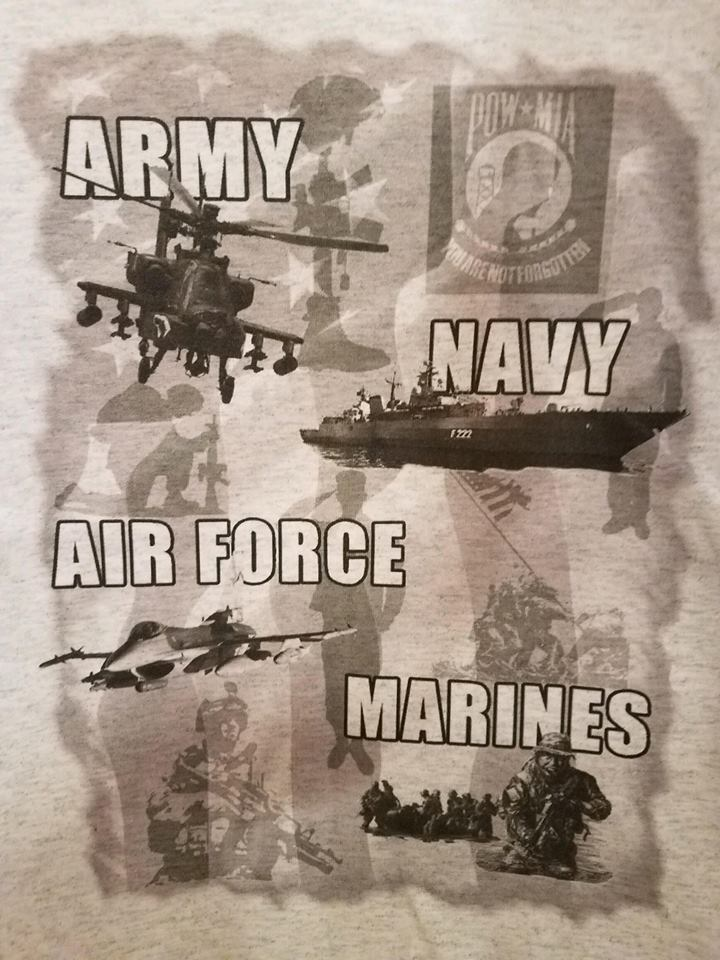 ARMY
POW★MIA
YOU ARE NOT FORGOTTEN
NAVY
F 222
AIR FORCE
MARINES